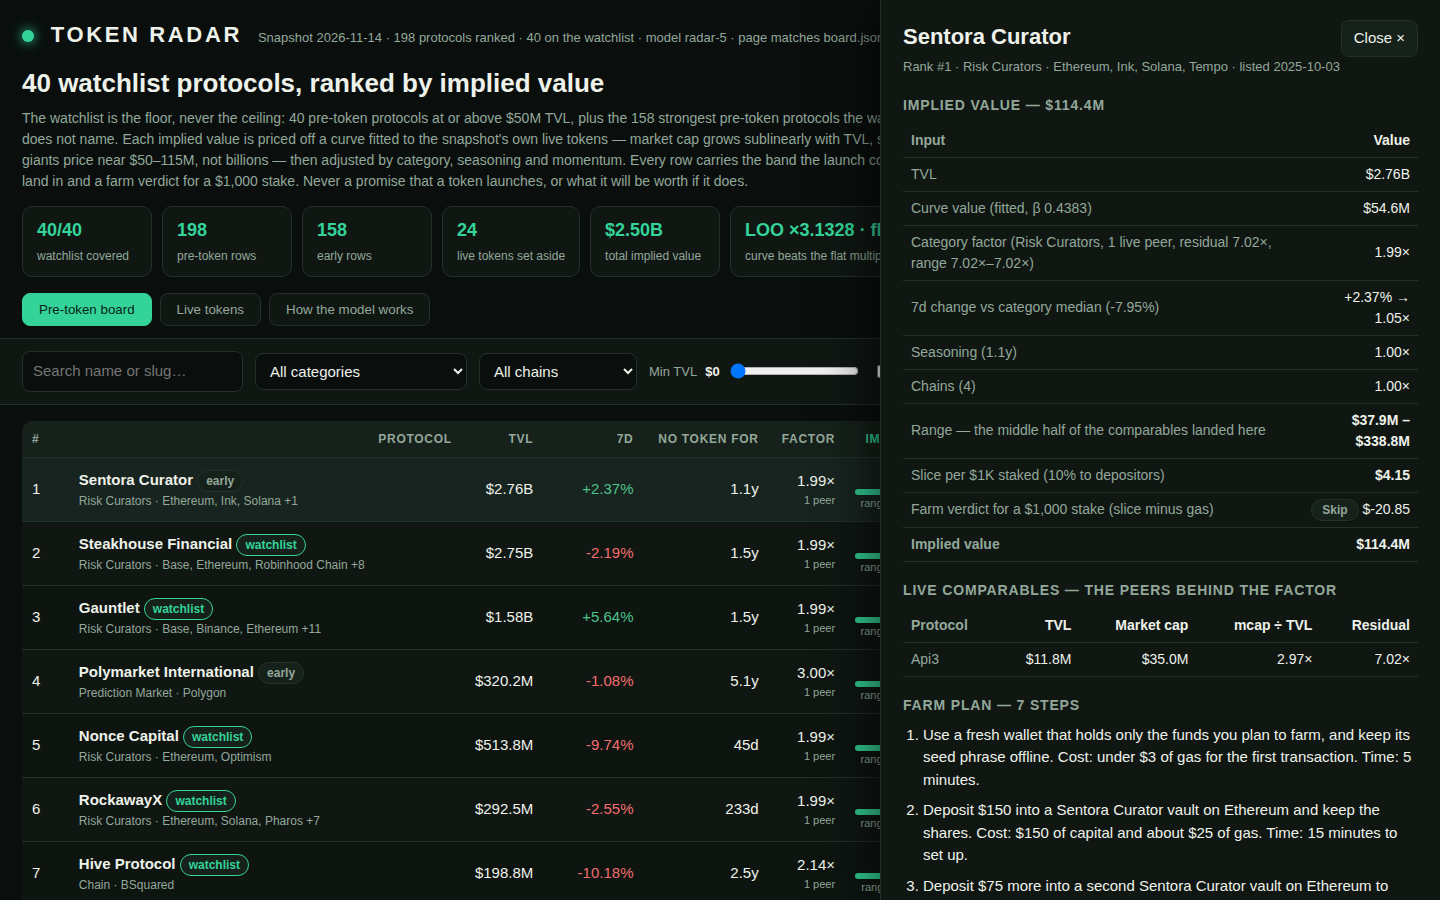 TOKEN RADAR
Snapshot 2026-11-14 · 198 protocols ranked · 40 on the watchlist · model radar-5 · page matches board.json
40 watchlist protocols, ranked by implied value
The watchlist is the floor, never the ceiling: 40 pre-token protocols at or above $50M TVL, plus the 158 strongest pre-token protocols the
does not name. Each implied value is priced off a curve fitted to the snapshot's own live tokens — market cap grows sublinearly with TVL,
giants price near $50–115M, not billions — then adjusted by category, seasoning and momentum. Every row carries the band the launch
land in and a farm verdict for a $1,000 stake. Never a promise that a token launches, or what it will be worth if it does.
40/40
watchlist covered
198
pre-token rows
158
early rows
24
live tokens set aside
$2.50B
total implied value
LOO ×3.1328 ·
curve beats the flat
Pre-token board
Live tokens
How the model works
Search name or slug…
All categories
All chains
Min TVL $0
# PROTOCOL TVL 7D NO TOKEN FOR FACTOR
1 Sentora Curator early $2.76B +2.37% 1.1y 1.99×
Risk Curators · Ethereum, Ink, Solana +1 1 peer
2 Steakhouse Financial watchlist $2.75B -2.19% 1.5y 1.99×
Risk Curators · Base, Ethereum, Robinhood Chain +8 1 peer
3 Gauntlet watchlist $1.58B +5.64% 1.5y 1.99×
Risk Curators · Base, Binance, Ethereum +11 1 peer
4 Polymarket International early $320.2M -1.08% 5.1y 3.00×
Prediction Market · Polygon 1 peer
5 Nonce Capital watchlist $513.8M -9.74% 45d 1.99×
Risk Curators · Ethereum, Optimism 1 peer
6 RockawayX watchlist $292.5M -2.55% 233d 1.99×
Risk Curators · Ethereum, Solana, Pharos +7 1 peer
7 Hive Protocol watchlist $198.8M -10.18% 2.5y 2.14×
Chain · BSquared 1 peer
Sentora Curator
Close ×
Rank #1 · Risk Curators · Ethereum, Ink, Solana, Tempo · listed 2025-10-03
IMPLIED VALUE — $114.4M
Input Value
TVL $2.76B
Curve value (fitted, β 0.4383) $54.6M
Category factor (Risk Curators, 1 live peer, residual 7.02×,
range 7.02×–7.02×) 1.99×
7d change vs category median (-7.95%) +2.37% →
1.05×
Seasoning (1.1y) 1.00×
Chains (4) 1.00×
Range — the middle half of the comparables landed here $37.9M –
$338.8M
Slice per $1K staked (10% to depositors) $4.15
Farm verdict for a $1,000 stake (slice minus gas) Skip $-20.85
Implied value $114.4M
LIVE COMPARABLES — THE PEERS BEHIND THE FACTOR
Protocol TVL Market cap mcap ÷ TVL Residual
Api3 $11.8M $35.0M 2.97× 7.02×
FARM PLAN — 7 STEPS
1. Use a fresh wallet that holds only the funds you plan to farm, and keep its
seed phrase offline. Cost: under $3 of gas for the first transaction. Time: 5
minutes.
2. Deposit $150 into a Sentora Curator vault on Ethereum and keep the
shares. Cost: $150 of capital and about $25 of gas. Time: 15 minutes to
set up.
3. Deposit $75 more into a second Sentora Curator vault on Ethereum to